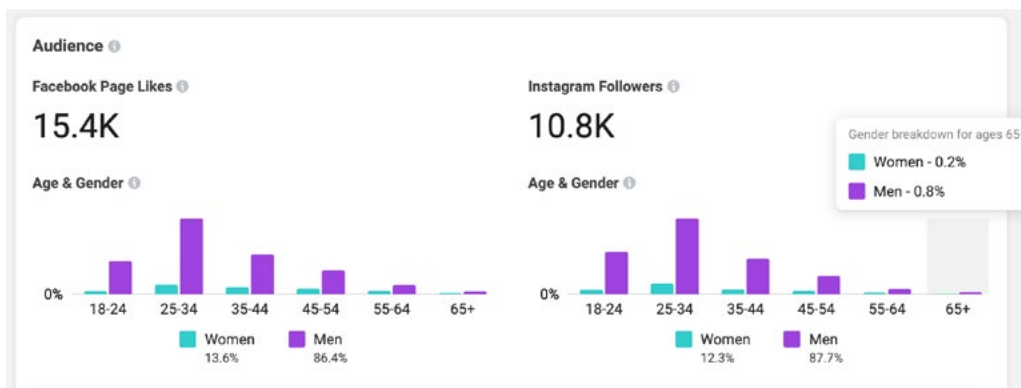 Audience
Facebook Page Likes
15.4K
Age & Gender
0%
18-24 25-34 35-44 45-54 55-64 65+
Women Men
13.6% 86.4%
Instagram Followers
10.8K
Gender breakdown for ages 65
Women - 0.2%
Men - 0.8%
Age & Gender
0%
18-24 25-34 35-44 45-54 55-64 65+
Women Men
12.3% 87.7%